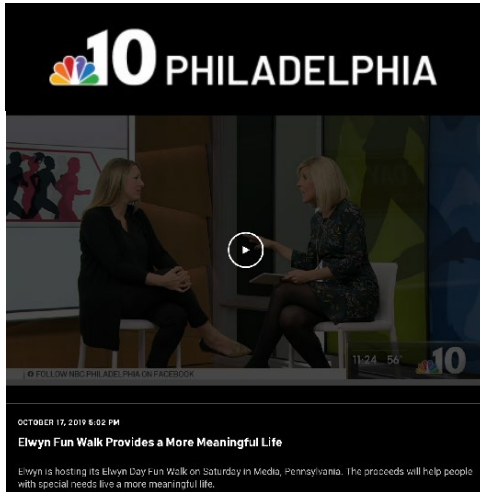 10 PHILADELPHIA
11:24 56°
10
FOLLOW NBC PHILADELPHIA ON FACEBOOK
OCTOBER 17, 2019 5:02 PM
Elwyn Fun Walk Provides a More Meaningful Life
Elwyn is hosting its Elwyn Day Fun Walk on Saturday in Media, Pennsylvania. The proceeds will help people
with special needs live a more meaningful life.